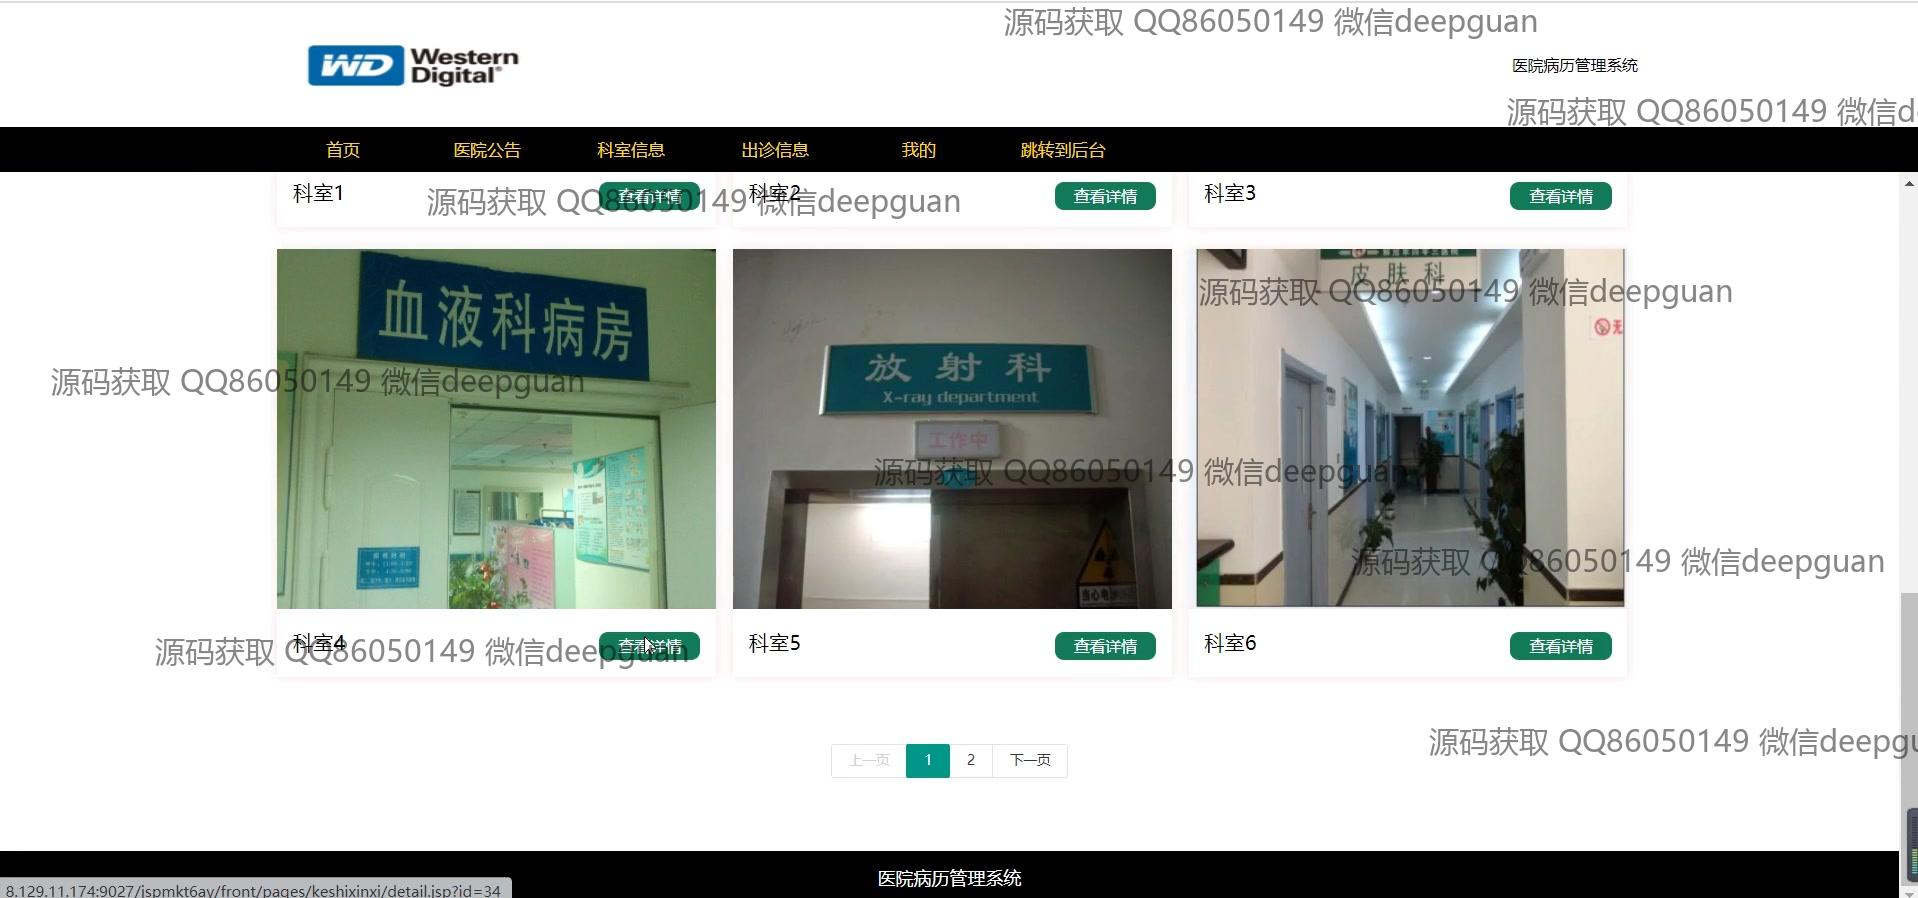 源码获取 QQ86050149 微信deepguan
WD Western Digital
医院病历管理系统
源码获取 QQ86050149 微信d
首页 医院公告 科室信息 出诊信息 我的 跳转到后台
科室1 查看详情 科室2 查看详情 科室3 查看详情
源码获取 QQ86050149 微信deepguan
血液科病房
皮肤科
源码获取 QQ86050149 微信deepguan
无
放射科
X-ray department
源码获取 QQ86050149 微信deepguan
工作中
源码获取 QQ86050149 微信deepguan
源码获取 QQ86050149 微信deepguan
当心电
科室4 查看详情 科室5 查看详情 科室6 查看详情
源码获取 QQ86050149 微信deepguan
源码获取 QQ86050149 微信deepgu
上一页 1 2 下一页
医院病历管理系统
8.129.11.174:9027/jspmkt6ay/front/pages/keshixinxi/detail.jsp?id=34